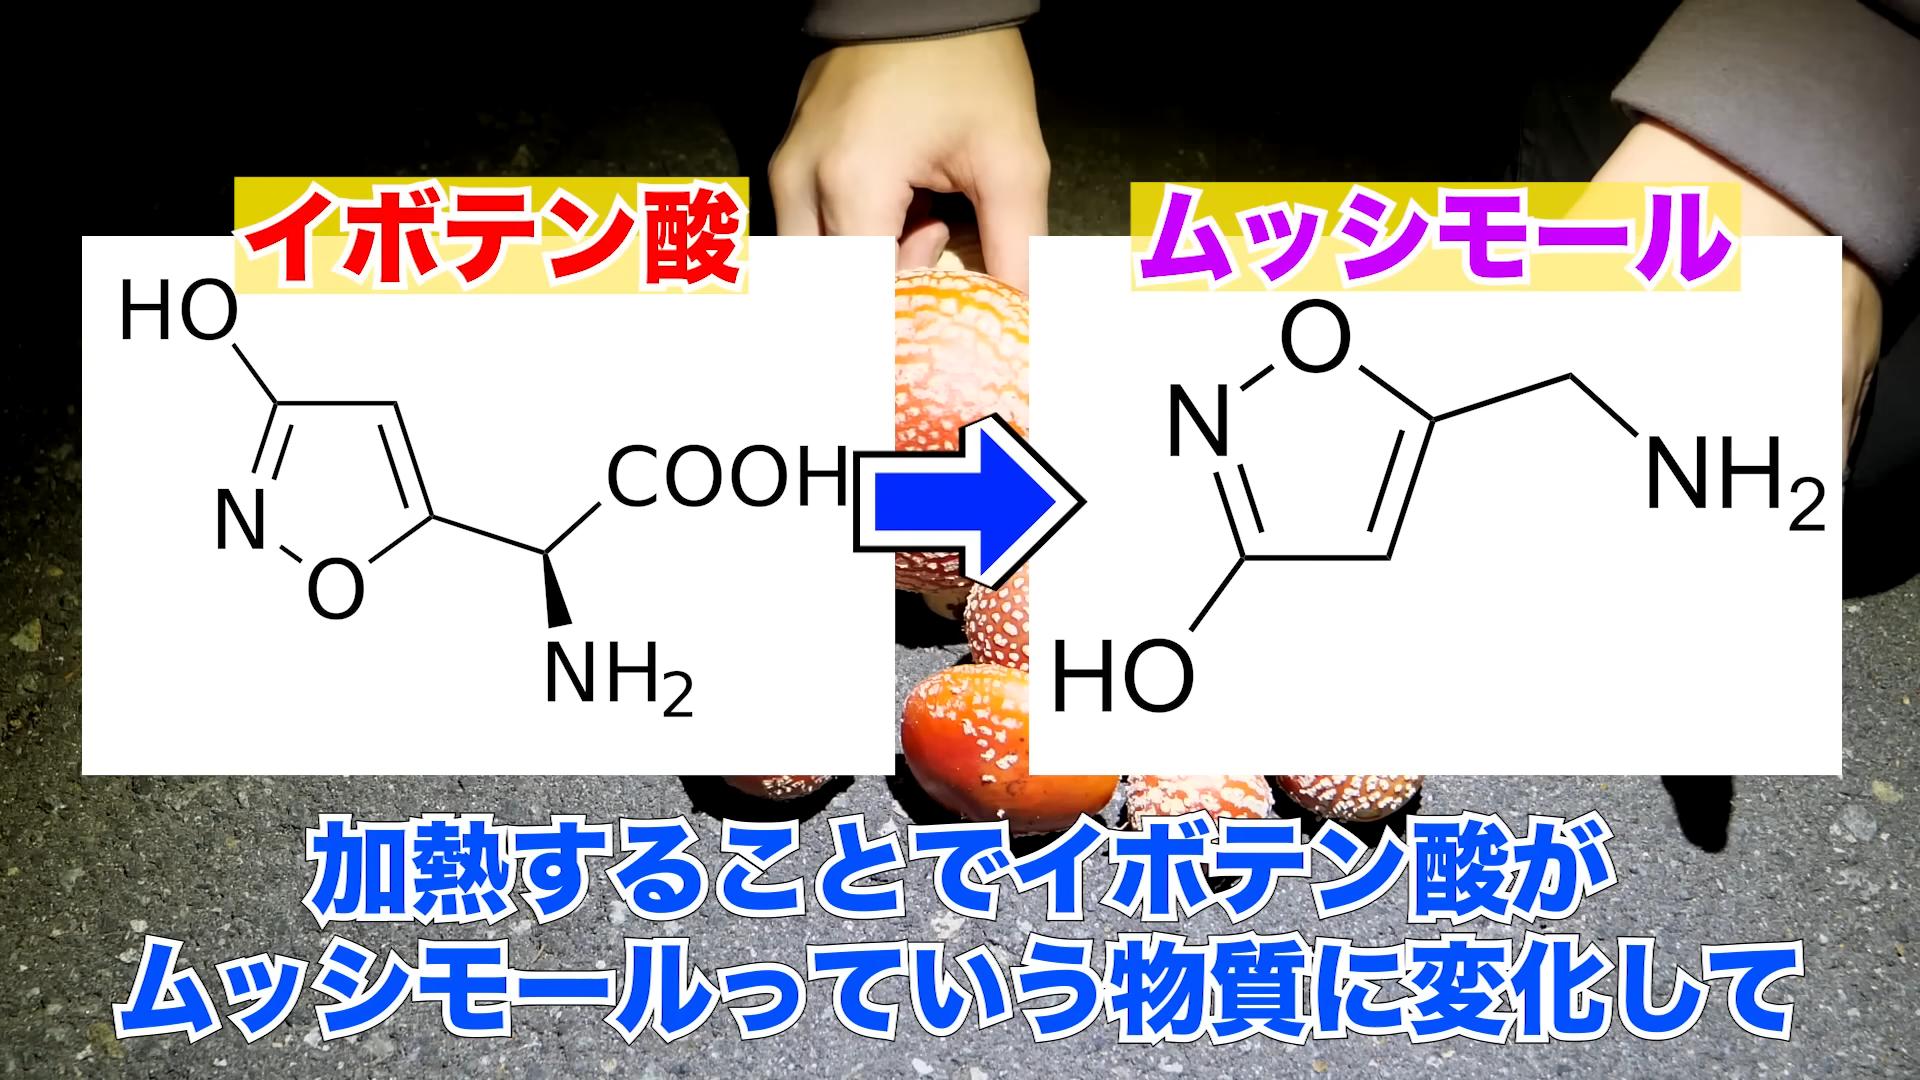 イボテン酸
ムッシモール
HO
N
O
COOH
NH2
O
N
NH2
HO
加熱することでイボテン酸が
ムッシモールっていう物質に変化して